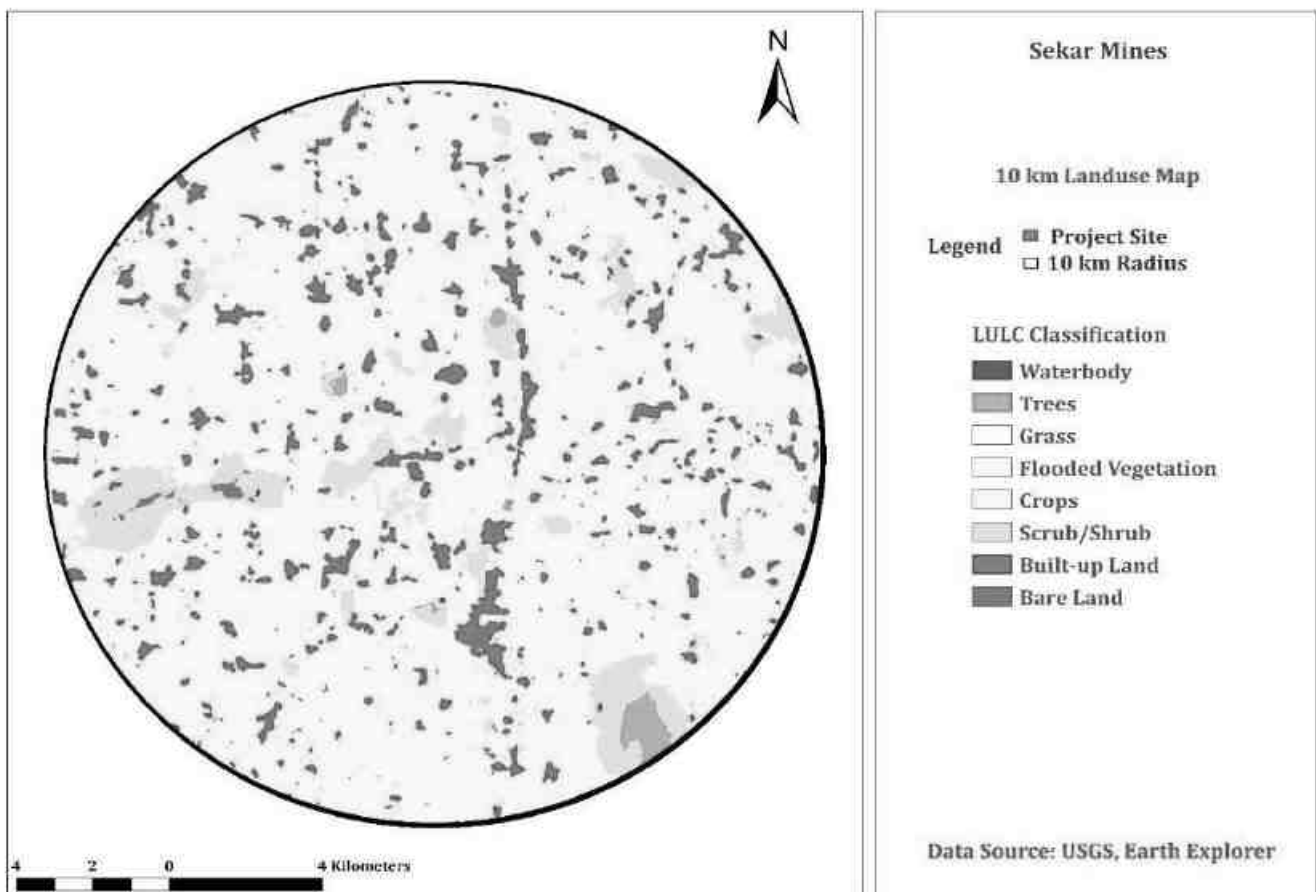 N
4 2 0 4 Kilometers
Sekar Mines
10 km Landuse Map
Legend
Project Site
10 km Radius
LULC Classification
Waterbody
Trees
Grass
Flooded Vegetation
Crops
Scrub/Shrub
Built-up Land
Bare Land
Data Source: USGS, Earth Explorer